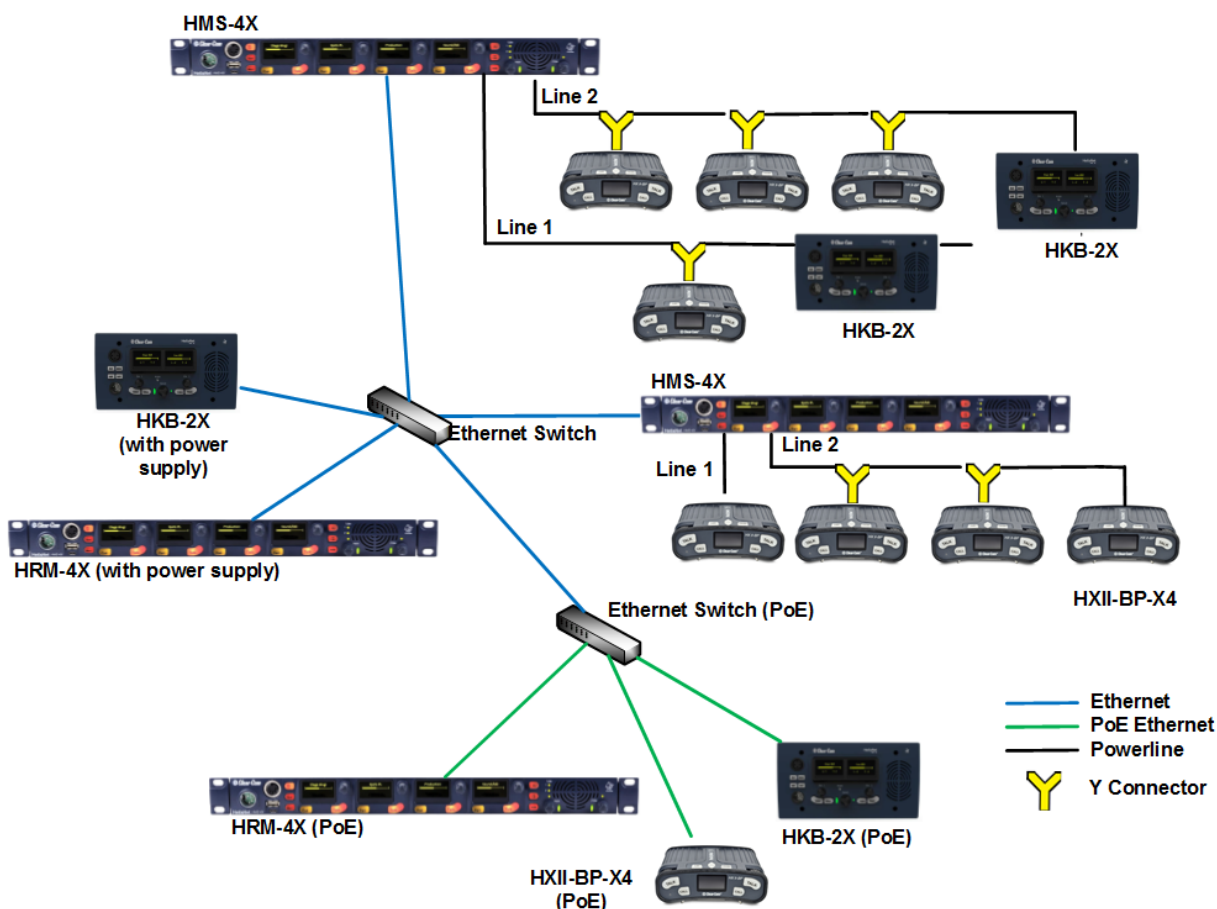 HMS-4X
Line 2
Line 1
HKB-2X
HKB-2X
HMS-4X
HKB-2X
(with power
supply)
Ethernet Switch
Line 2
Line 1
HRM-4X (with power supply)
HXII-BP-X4
Ethernet Switch (PoE)
Ethernet
PoE Ethernet
Powerline
Y Connector
HRM-4X (PoE)
HKB-2X (PoE)
HXII-BP-X4
(PoE)